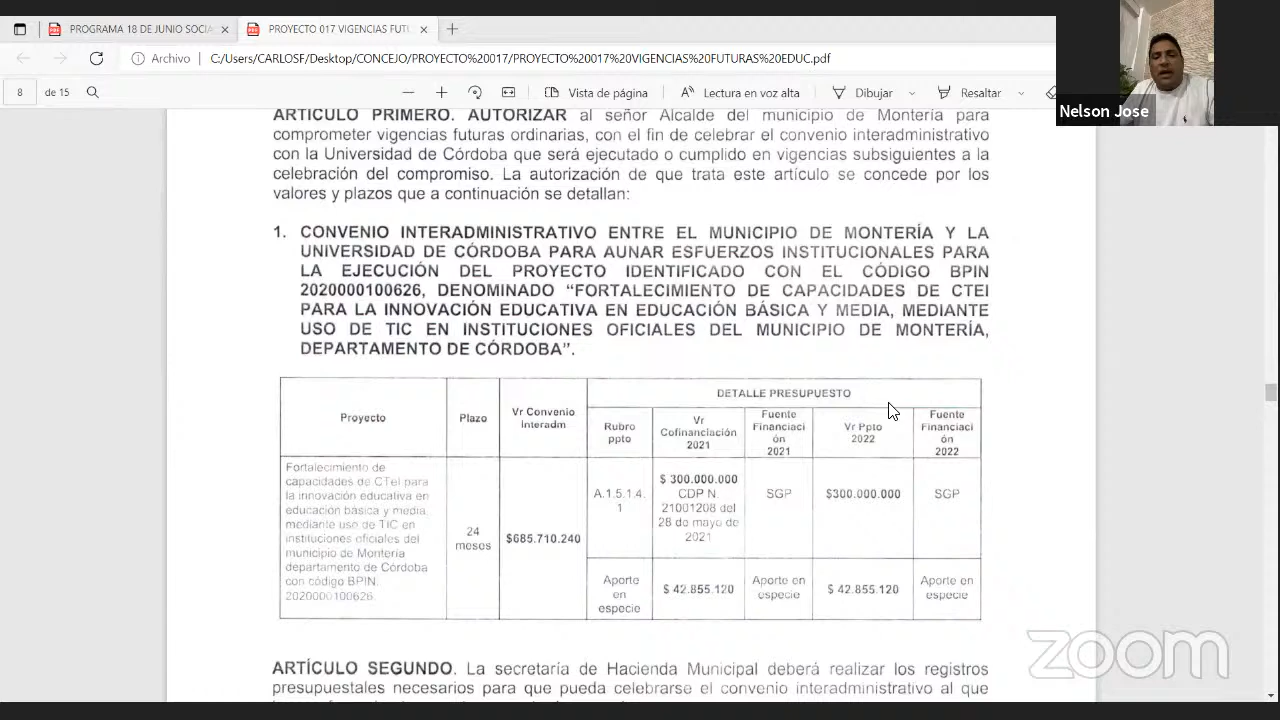 PROGRAMA 18 DE JUNIO SOCIA
PROYECTO 017 VIGENCIAS FUTU
Archivo
C:/Users/CARLOSF/Desktop/CONCEJO/PROYECTO%20017/PROYECTO%20017%20VIGENCIAS%20FUTURAS%20EDUC.pdf
8 de 15
Vista de página
Lectura en voz alta
Dibujar
Resaltar
Nelson Jose
ARTÍCULO PRIMERO. AUTORIZAR al señor Alcalde del municipio de Montería para
comprometer vigencias futuras ordinarias, con el fin de celebrar el convenio interadministrativo
con la Universidad de Córdoba que será ejecutado o cumplido en vigencias subsiguientes a la
celebración del compromiso. La autorización de que trata este artículo se concede por los
valores y plazos que a continuación se detallan:
1. CONVENIO INTERADMINISTRATIVO ENTRE EL MUNICIPIO DE MONTERÍA Y LA
UNIVERSIDAD DE CÓRDOBA PARA AUNAR ESFUERZOS INSTITUCIONALES PARA
LA EJECUCIÓN DEL PROYECTO IDENTIFICADO CON EL CÓDIGO BPIN
2020000100626, DENOMINADO “FORTALECIMIENTO DE CAPACIDADES DE CTEI
PARA LA INNOVACIÓN EDUCATIVA EN EDUCACIÓN BÁSICA Y MEDIA, MEDIANTE
USO DE TIC EN INSTITUCIONES OFICIALES DEL MUNICIPIO DE MONTERÍA,
DEPARTAMENTO DE CÓRDOBA”.
Proyecto
Plazo
Vr Convenio
Interadm
DETALLE PRESUPUESTO
Rubro
ppto
Vr
Cofinanciación
2021
Fuente
Financiaci
ón
2021
Vr Ppto
2022
Fuente
Financiaci
ón
2022
Fortalecimiento de
capacidades de CTeI para
la innovación educativa en
educación básica y media,
mediante uso de TIC en
instituciones oficiales del
municipio de Montería
departamento de Córdoba
con código BPIN.
2020000100626.
24
meses
$685.710.240
A.1.5.1.4.
1
$ 300.000.000
CDP N
21001208 del
28 de mayo de
2021
SGP
$300.000.000
SGP
Aporte
en
especie
$ 42.855.120
Aporte en
especie
$ 42.855.120
Aporte en
especie
ARTÍCULO SEGUNDO. La secretaría de Hacienda Municipal deberá realizar los registros
presupuestales necesarios para que pueda celebrarse el convenio interadministrativo al que
zoom